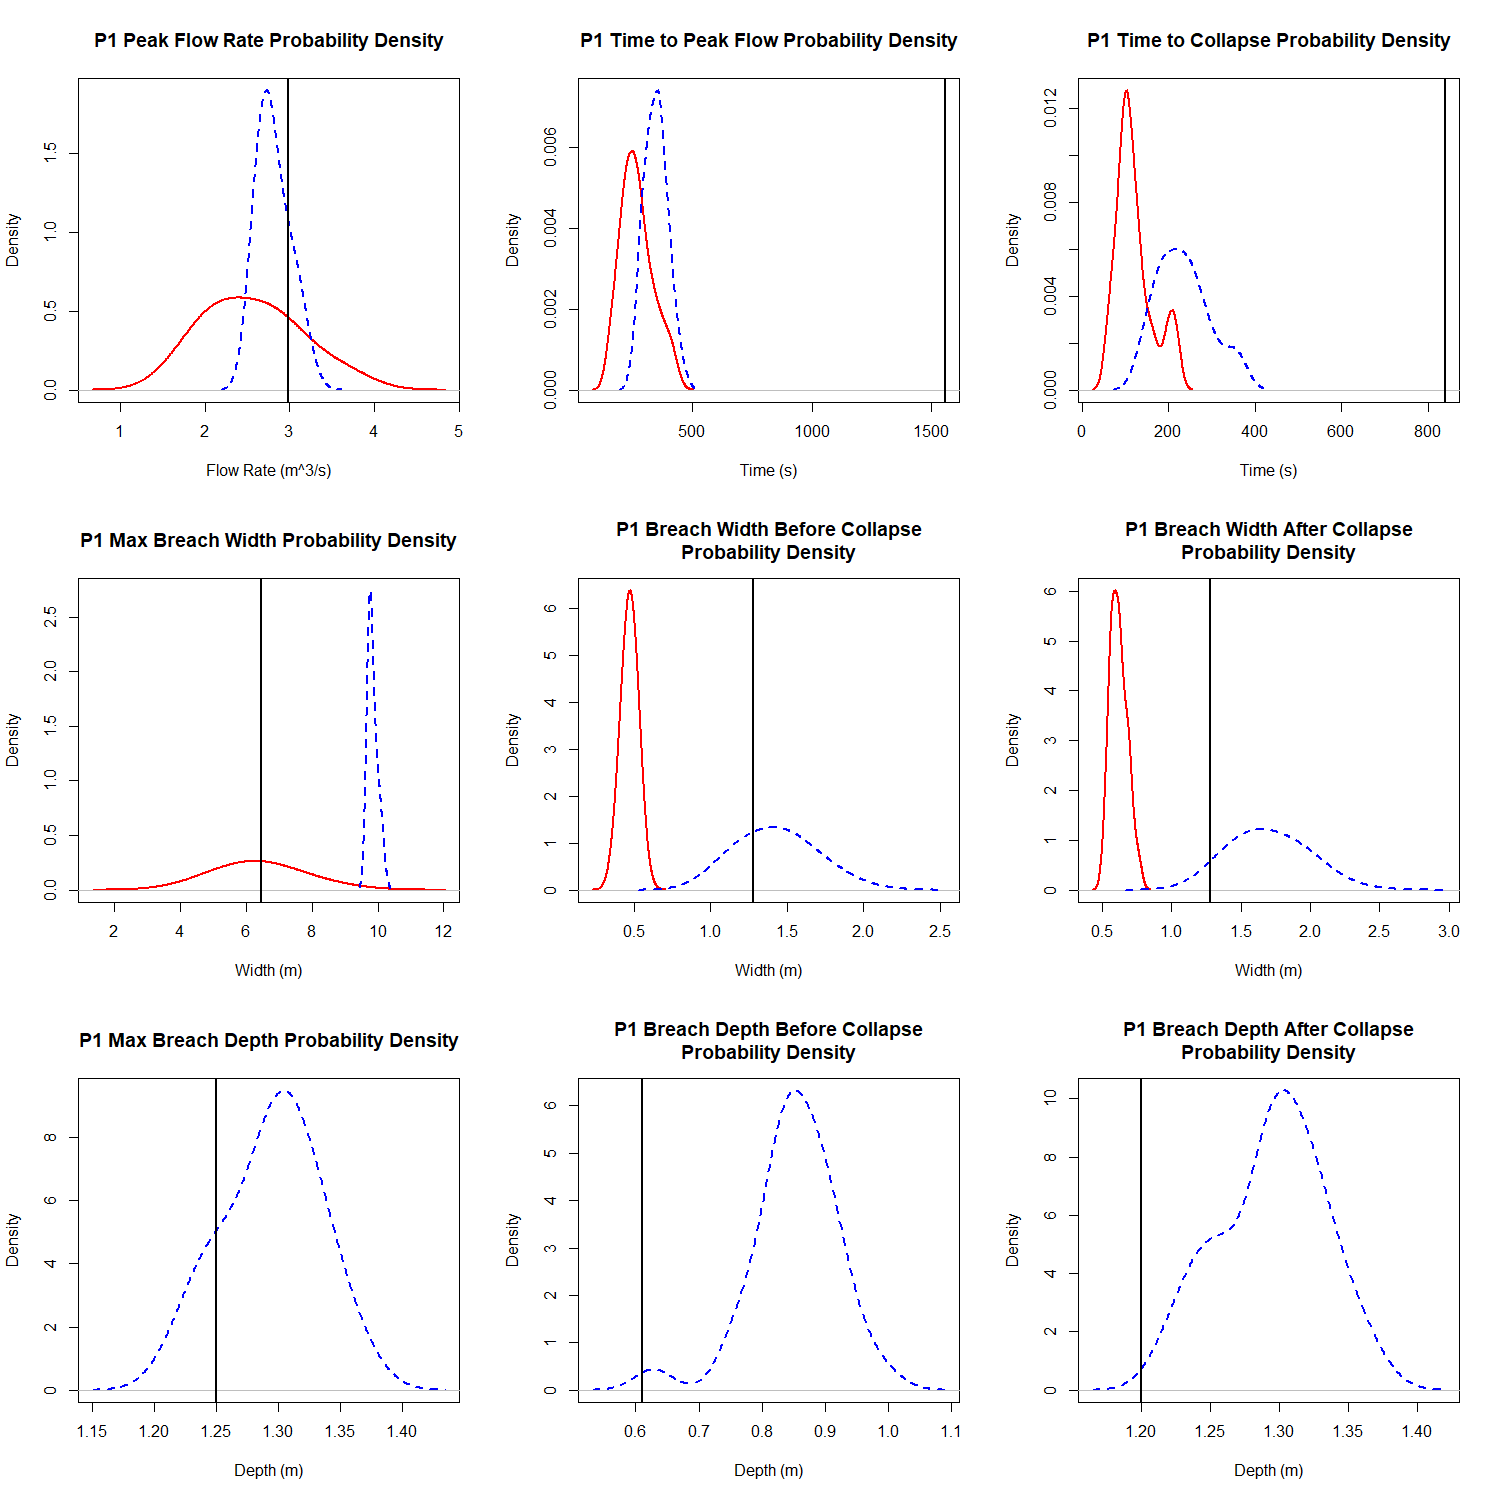 P1 Peak Flow Rate Probability Density
Density
0.0 0.5 1.0 1.5
1 2 3 4 5
Flow Rate (m^3/s)
P1 Time to Peak Flow Probability Density
Density
0.000 0.002 0.004 0.006
500 1000 1500
Time (s)
P1 Time to Collapse Probability Density
Density
0.000 0.004 0.008 0.012
0 200 400 600 800
Time (s)
P1 Max Breach Width Probability Density
Density
0.0 0.5 1.0 1.5 2.0 2.5
2 4 6 8 10 12
Width (m)
P1 Breach Width Before Collapse
Probability Density
Density
0 1 2 3 4 5 6
0.5 1.0 1.5 2.0 2.5
Width (m)
P1 Breach Width After Collapse
Probability Density
Density
0 1 2 3 4 5 6
0.5 1.0 1.5 2.0 2.5 3.0
Width (m)
P1 Max Breach Depth Probability Density
Density
0 2 4 6 8
1.15 1.20 1.25 1.30 1.35 1.40
Depth (m)
P1 Breach Depth Before Collapse
Probability Density
Density
0 1 2 3 4 5 6
0.6 0.7 0.8 0.9 1.0 1.1
Depth (m)
P1 Breach Depth After Collapse
Probability Density
Density
0 2 4 6 8 10
1.20 1.25 1.30 1.35 1.40
Depth (m)